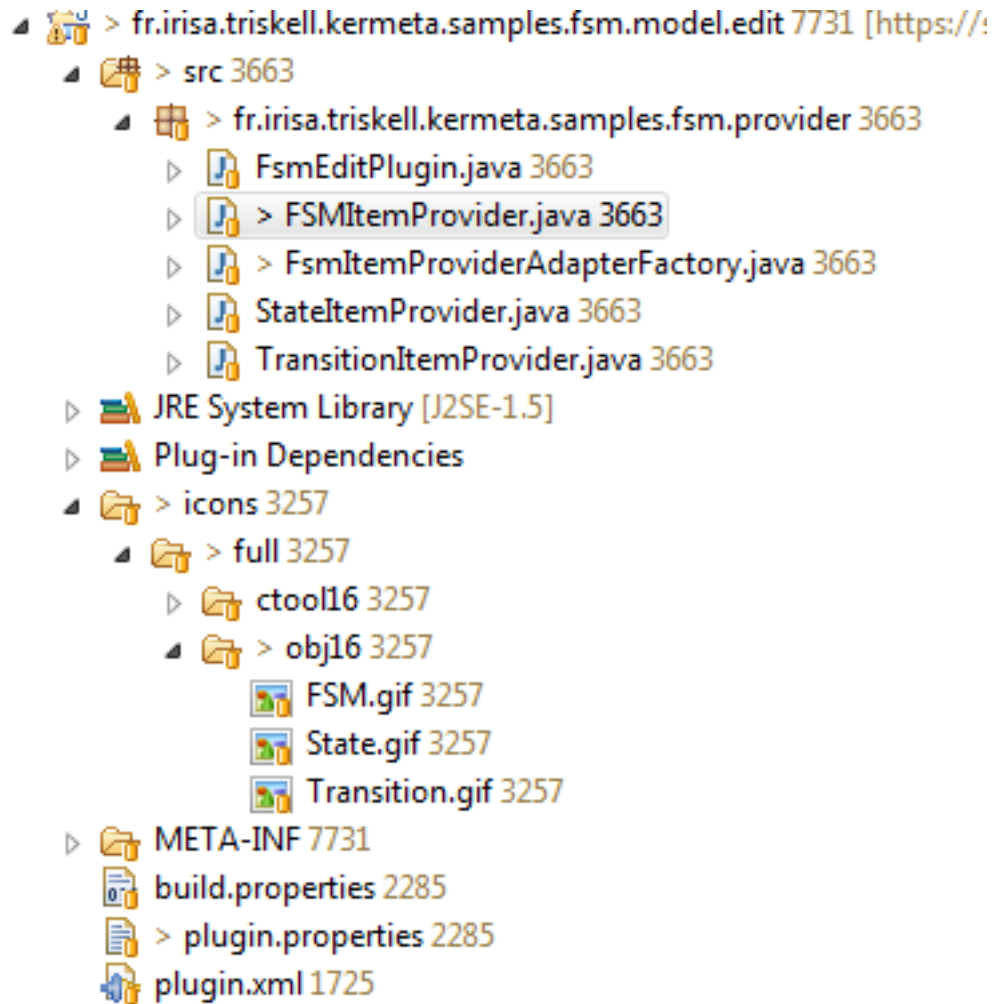 > fr.irisa.triskell.kermeta.samples.fsm.model.edit 7731 [https://s
> src 3663
> fr.irisa.triskell.kermeta.samples.fsm.provider 3663
FsmEditPlugin.java 3663
> FSMItemProvider.java 3663
> FsmItemProviderAdapterFactory.java 3663
StateItemProvider.java 3663
TransitionItemProvider.java 3663
JRE System Library [J2SE-1.5]
Plug-in Dependencies
> icons 3257
> full 3257
ctool16 3257
> obj16 3257
FSM.gif 3257
State.gif 3257
Transition.gif 3257
META-INF 7731
build.properties 2285
> plugin.properties 2285
plugin.xml 1725